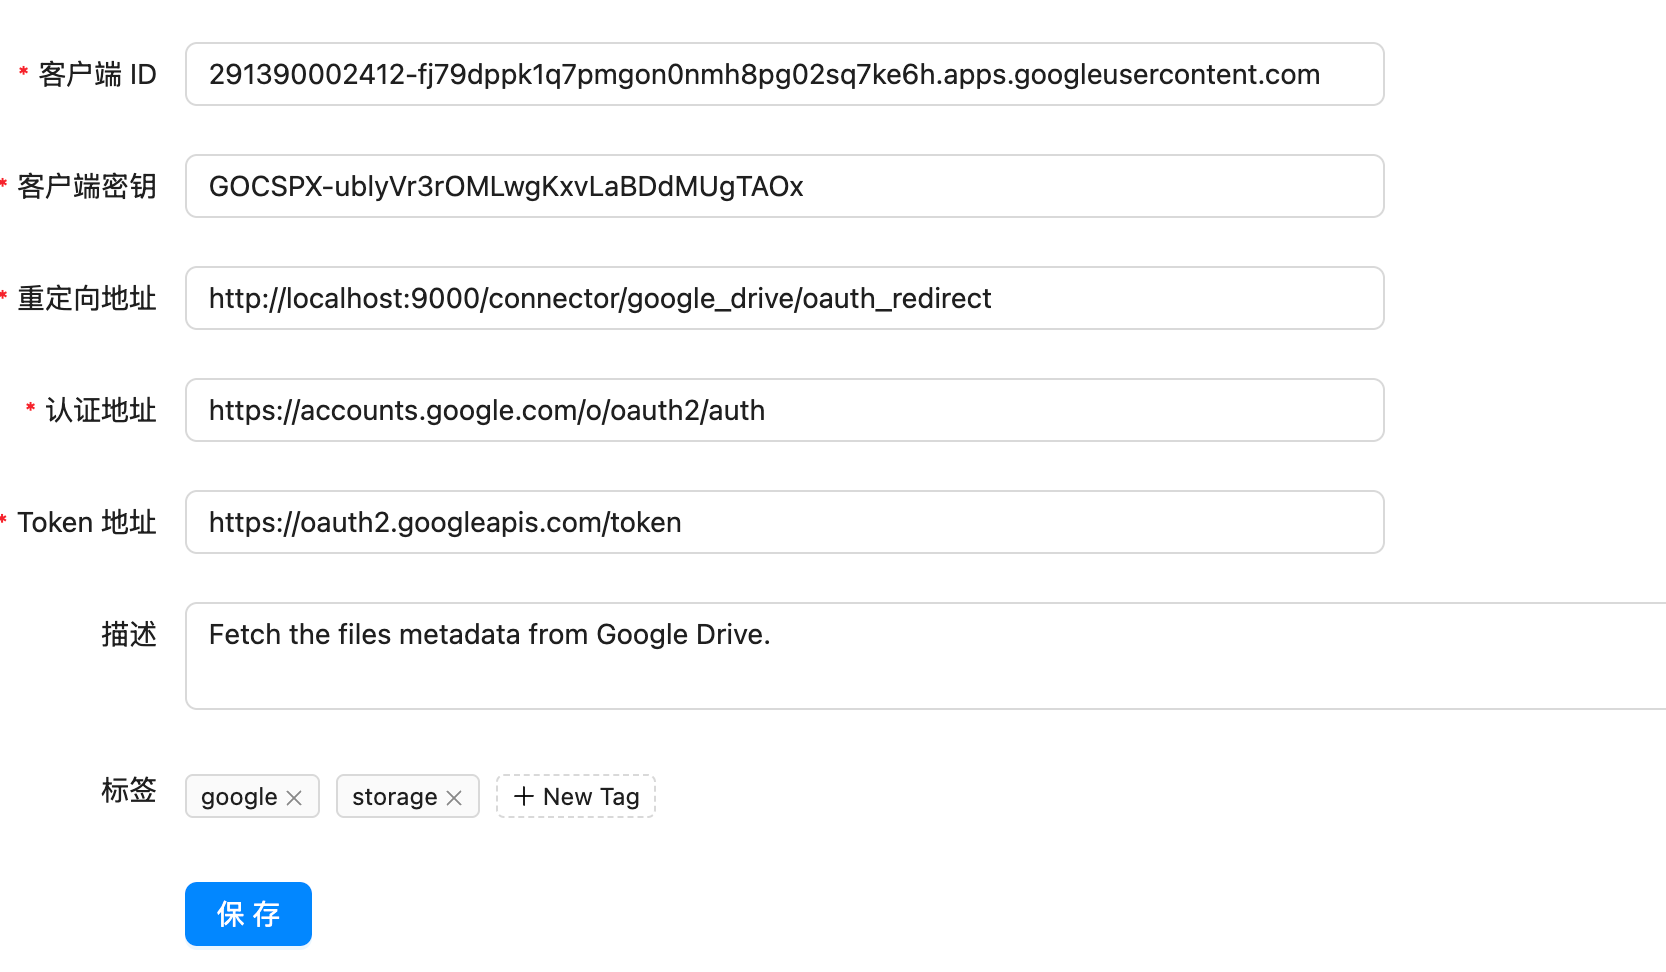 * 客户端 ID
291390002412-fj79dppk1q7pmgon0nmh8pg02sq7ke6h.apps.googleusercontent.com
* 客户端密钥
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
* 重定向地址
http://localhost:9000/connector/google_drive/oauth_redirect
* 认证地址
https://accounts.google.com/o/oauth2/auth
* Token 地址
https://oauth2.googleapis.com/token
描述
Fetch the files metadata from Google Drive.
标签
google × storage × + New Tag
保存